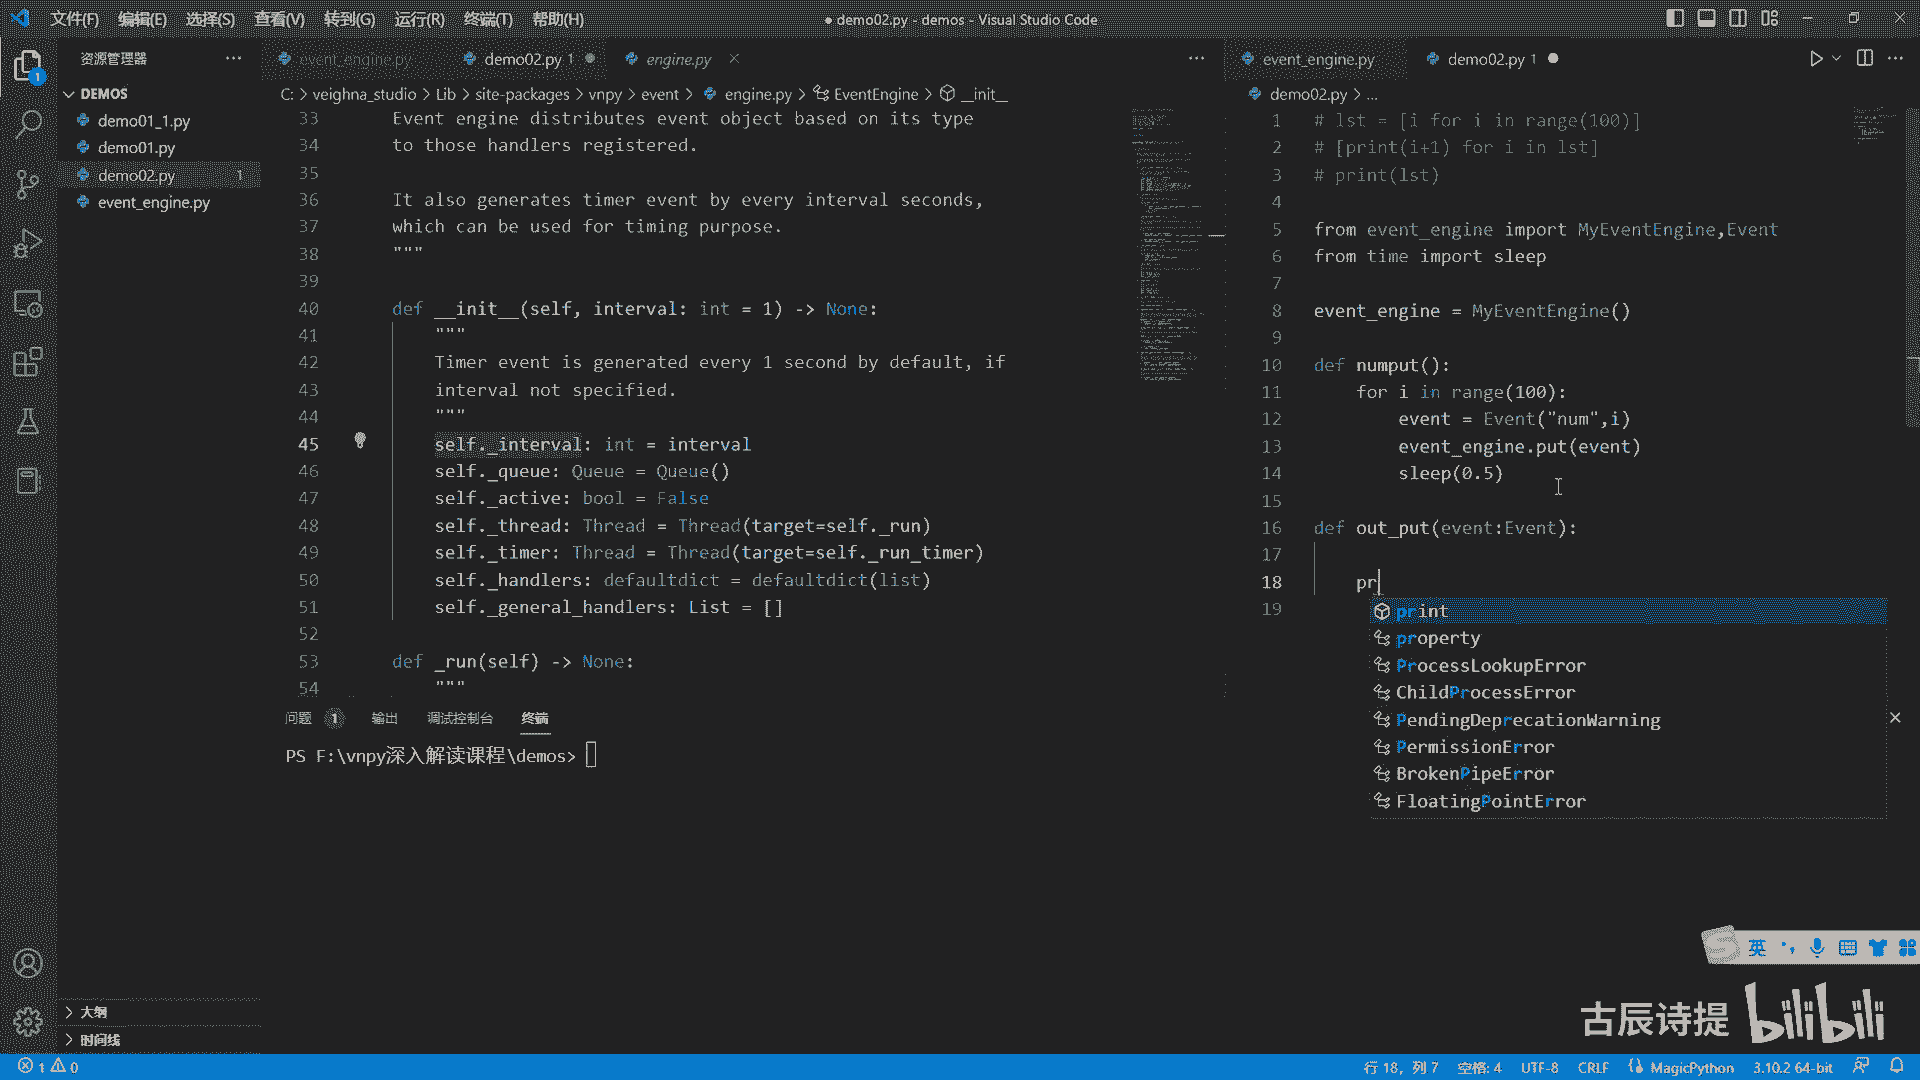 文件(F) 编辑(E) 选择(S) 查看(V) 转到(G) 运行(R) 终端(T) 帮助(H)
● demo02.py - demos - Visual Studio Code
资源管理器
DEMOS
demo01_1.py
demo01.py
demo02.py 1
event_engine.py
大纲
时间线
event_engine.py demo02.py 1 engine.py
C: > veighna_studio > Lib > site-packages > vnpy > event > engine.py > EventEngine > __init__
33 Event engine distributes event object based on its type
34 to those handlers registered.
35
36 It also generates timer event by every interval seconds,
37 which can be used for timing purpose.
38 """
39
40 def __init__(self, interval: int = 1) -> None:
41 """
42 Timer event is generated every 1 second by default, if
43 interval not specified.
44 """
45 self._interval: int = interval
46 self._queue: Queue = Queue()
47 self._active: bool = False
48 self._thread: Thread = Thread(target=self._run)
49 self._timer: Thread = Thread(target=self._run_timer)
50 self._handlers: defaultdict = defaultdict(list)
51 self._general_handlers: List = []
52
53 def _run(self) -> None:
54 """
问题 1 输出 调试控制台 终端
PS F:\vnpy深入解读课程\demos>
event_engine.py demo02.py 1
demo02.py > ...
1 # lst = [i for i in range(100)]
2 # [print(i+1) for i in lst]
3 # print(lst)
4
5 from event_engine import MyEventEngine,Event
6 from time import sleep
7
8 event_engine = MyEventEngine()
9
10 def numput():
11 for i in range(100):
12 event = Event("num",i)
13 event_engine.put(event)
14 sleep(0.5)
15
16 def out_put(event:Event):
17
18 pr
19
print
property
ProcessLookupError
ChildProcessError
PendingDeprecationWarning
PermissionError
BrokenPipeError
FloatingPointError
英
古辰诗提 bilibili
1 0
行 18, 列 7 空格: 4 UTF-8 CRLF MagicPython 3.10.2 64-bit